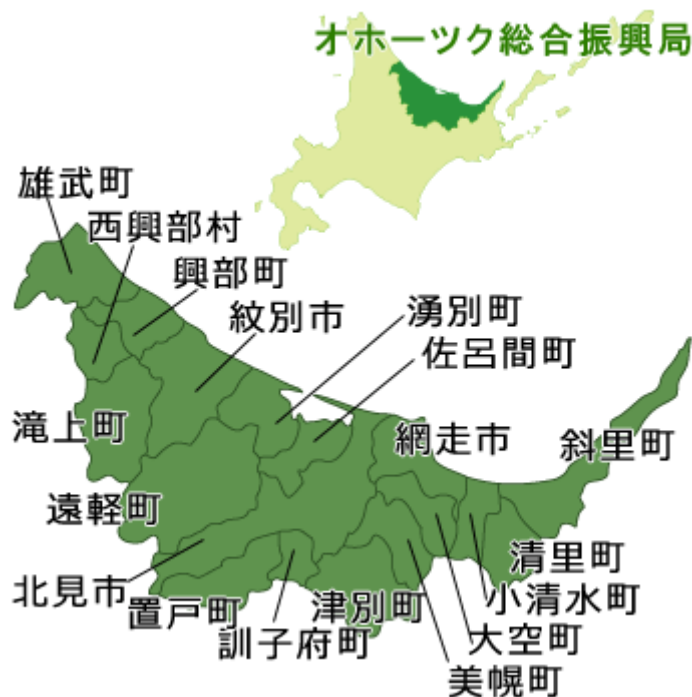 オホーツク総合振興局
雄武町
西興部村
興部町
紋別市
湧別町
佐呂間町
滝上町
網走市
斜里町
遠軽町
清里町
北見市
小清水町
置戸町
津別町
訓子府町
大空町
美幌町